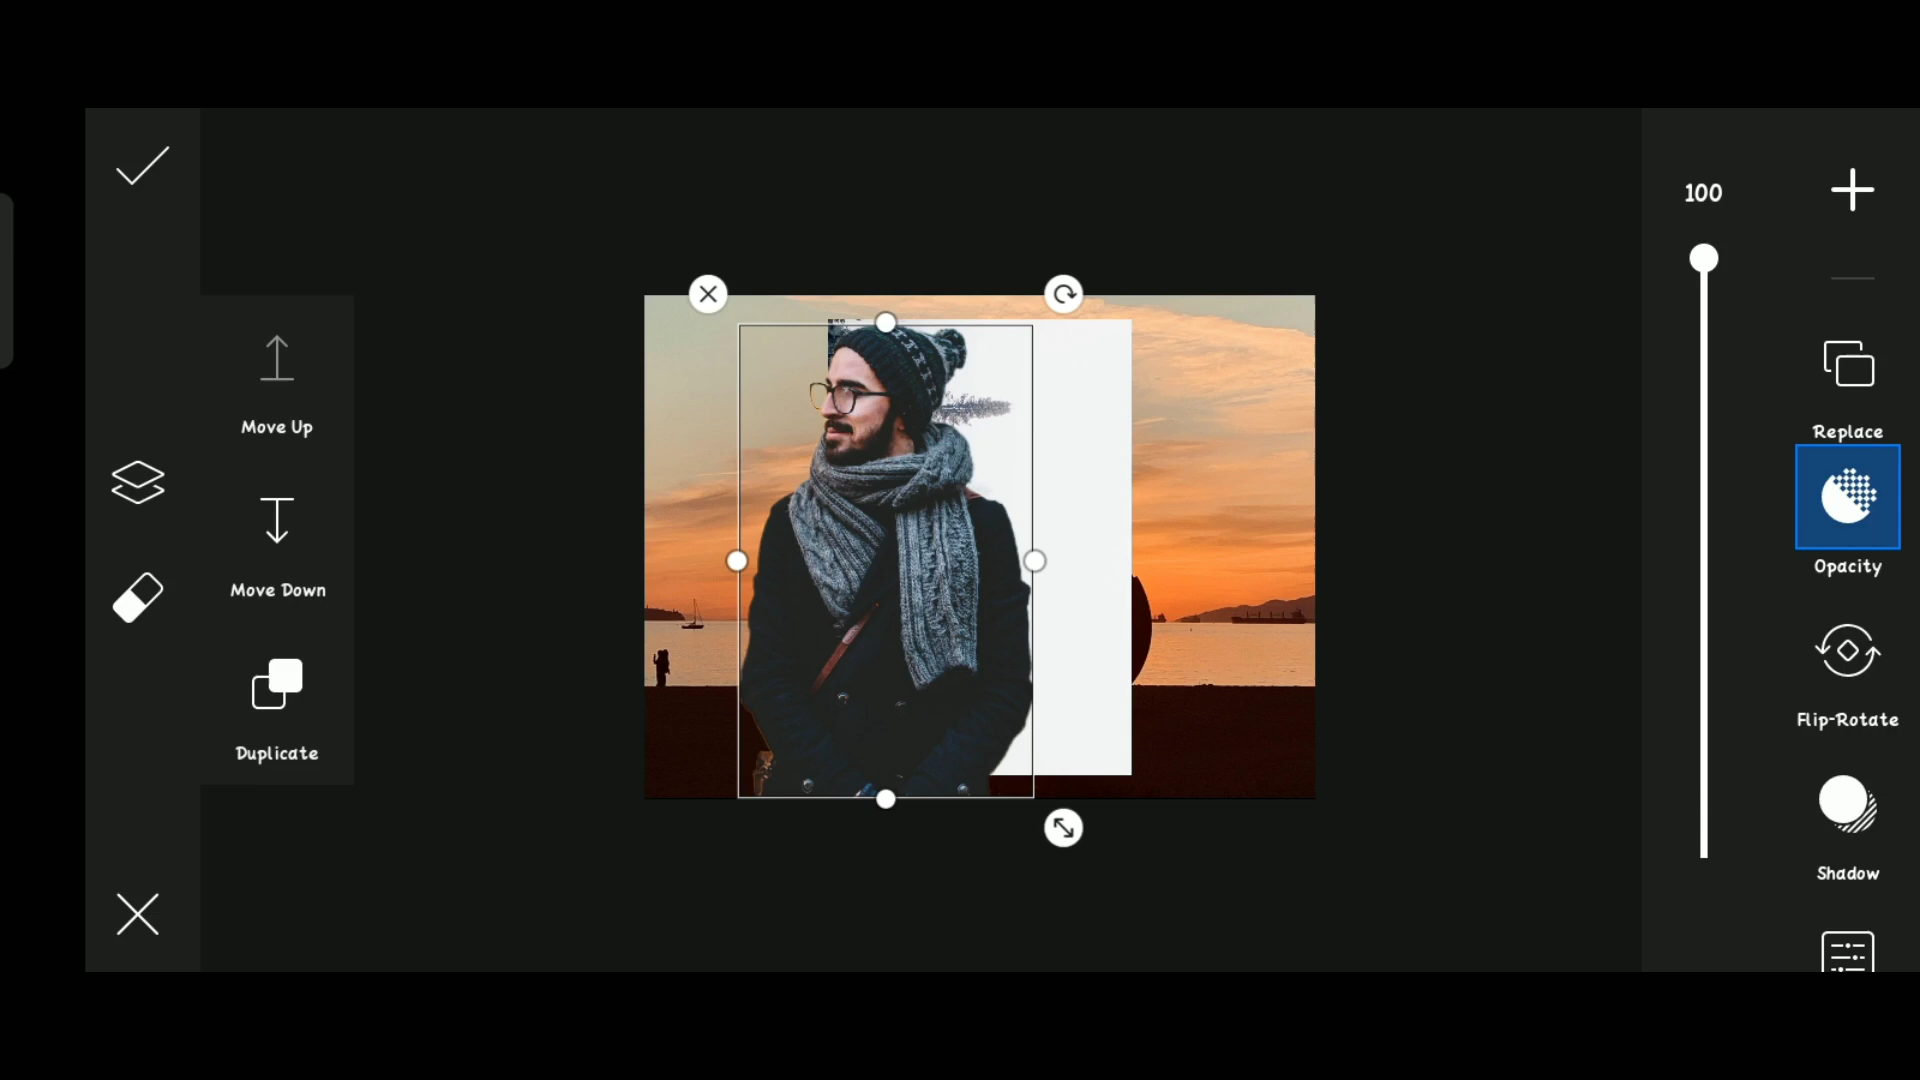 100
Move Up
Replace
Opacity
Move Down
Flip-Rotate
Duplicate
Shadow